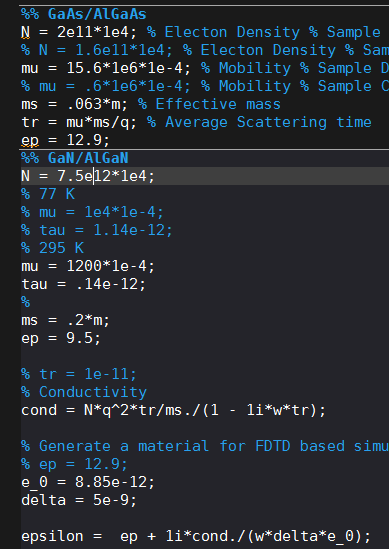 %% GaAs/AlGaAs
N = 2e11*1e4; % Electon Density % Sample
% N = 1.6e11*1e4; % Electon Density % Sam
mu = 15.6*1e6*1e-4; % Mobility % Sample D
% mu = .6*1e6*1e-4; % Mobility % Sample C
ms = .063*m; % Effective mass
tr = mu*ms/q; % Average Scattering time
ep = 12.9;
%% GaN/AlGaN
N = 7.5e12*1e4;
% 77 K
% mu = 1e4*1e-4;
% tau = 1.14e-12;
% 295 K
mu = 1200*1e-4;
tau = .14e-12;
%
ms = .2*m;
ep = 9.5;
% tr = 1e-11;
% Conductivity
cond = N*q^2*tr/ms./(1 - 1i*w*tr);
% Generate a material for FDTD based simu
% ep = 12.9;
e_0 = 8.85e-12;
delta = 5e-9;
epsilon =  ep + 1i*cond./(w*delta*e_0);